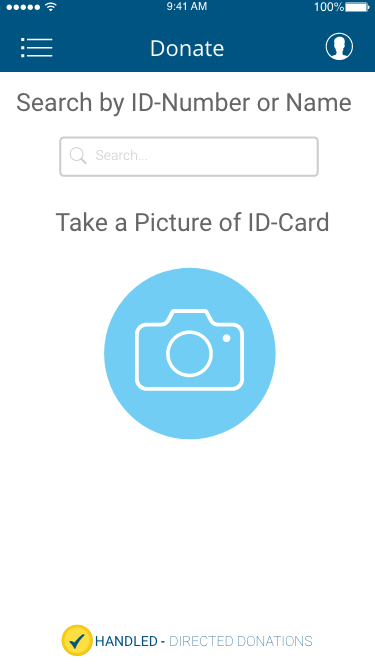 9:41 AM
100%
Donate
Search by ID-Number or Name
Search...
Take a Picture of ID-Card
HANDLED - DIRECTED DONATIONS